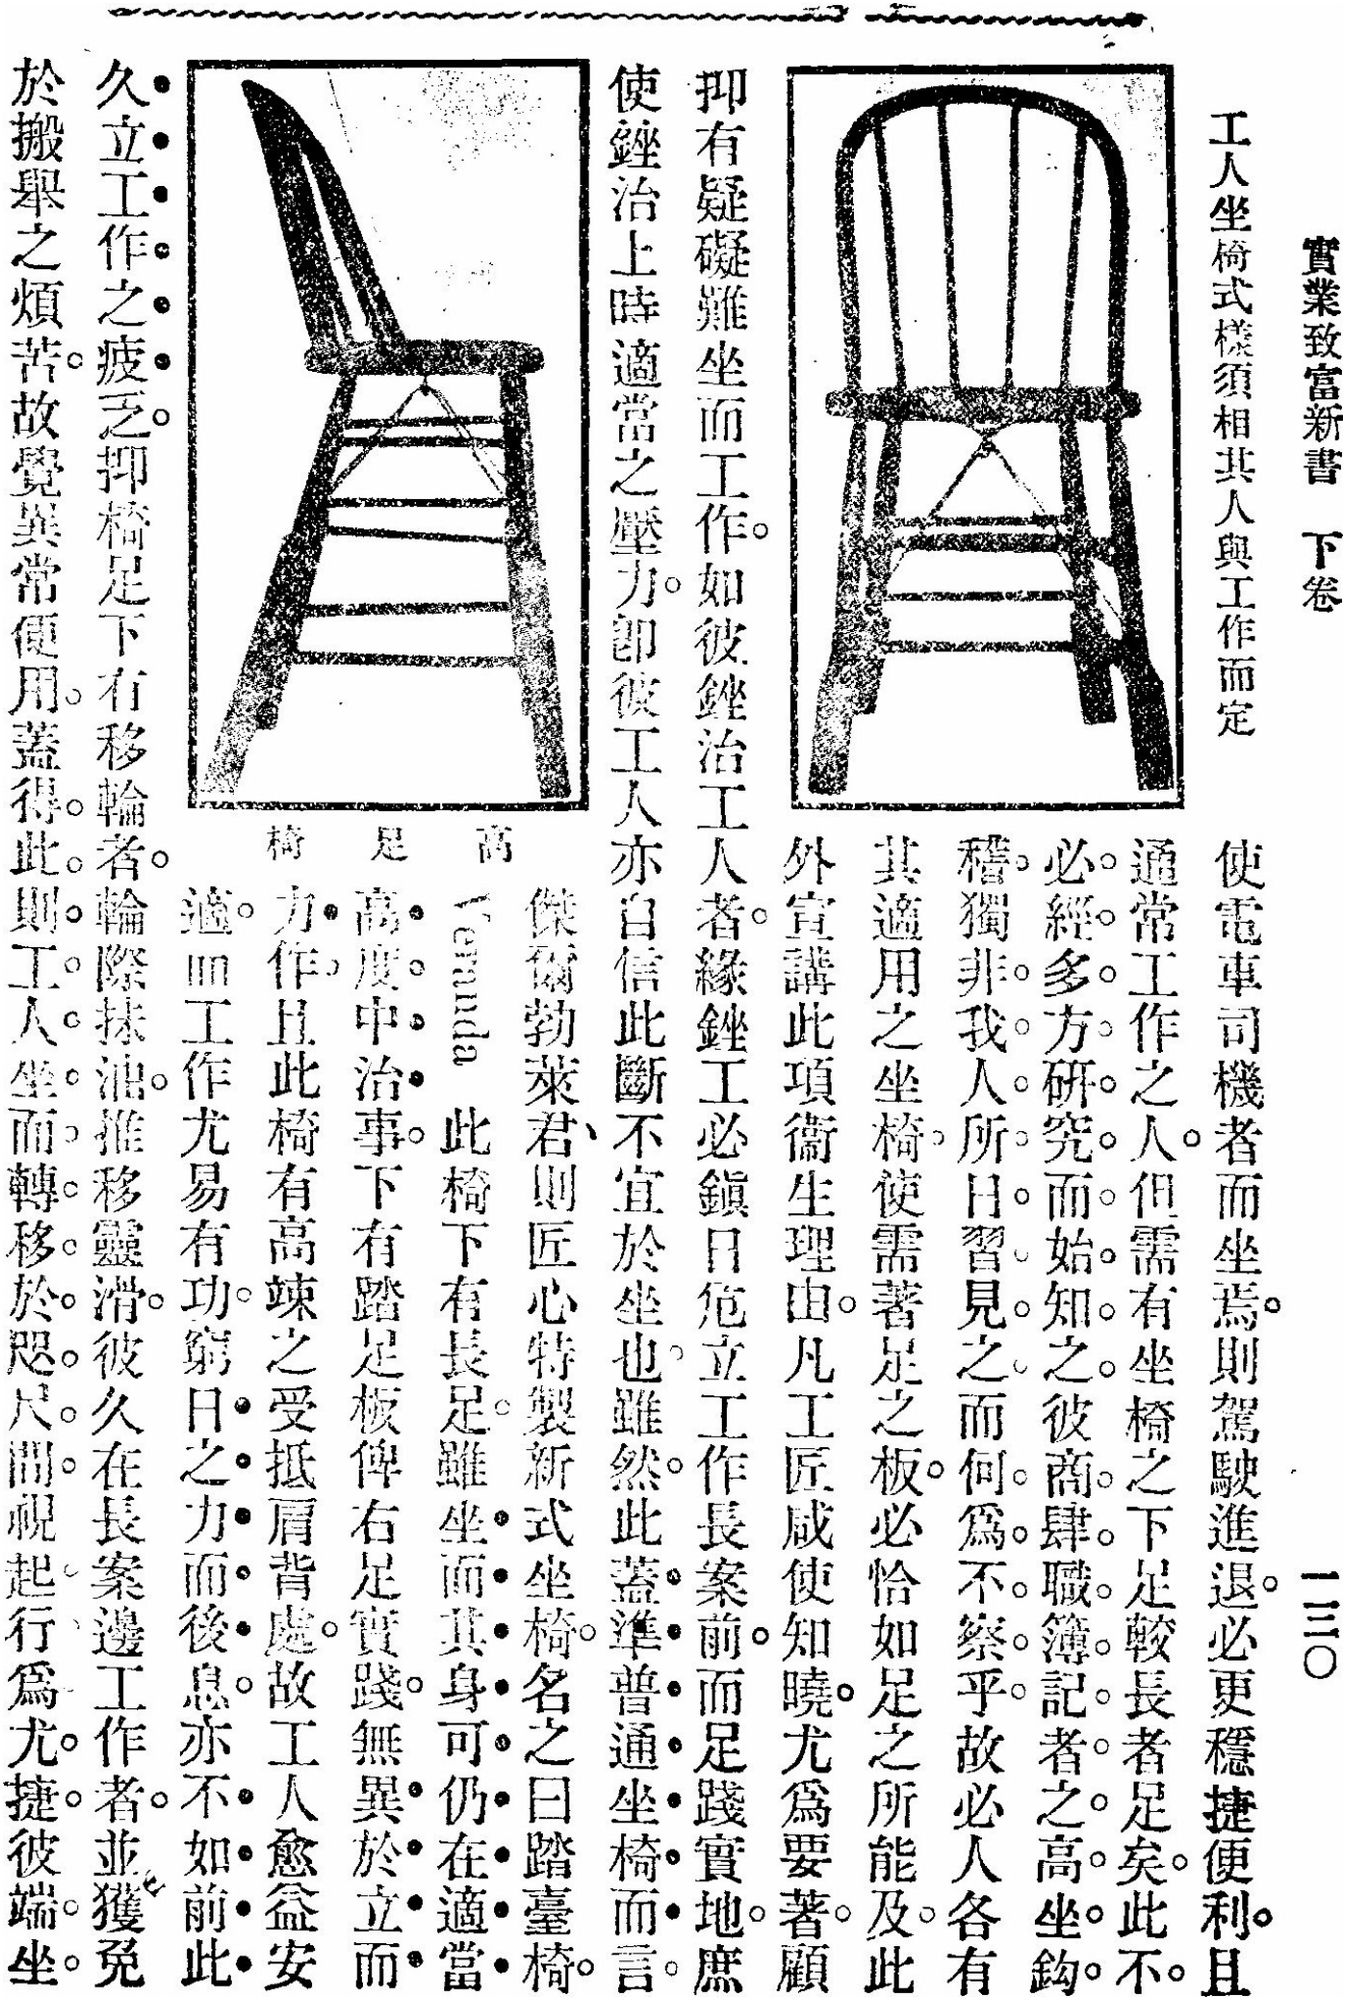 實業致富新書　下卷　一三〇
工人坐椅式樣須相其人與工作而定
使電車司機者而坐焉。則駕駛進退。必更穩捷便利。且
通常工作之人。但需有坐椅之下足較長者足矣。此不
必經多方研究而始知之。彼商肆職簿記者之高坐鈎
稽。獨非我人所日習見之。而何為不察乎。故必人各有
其適用之坐椅。使需著足之板。必恰如足之所能及。此
外宣講此項衞生理由。凡工匠咸使知曉。尤為要著。顧
抑有疑礙難坐而工作。如彼銼治工人者。緣銼工必鎭日危立工作長案前。而足踐實地。庶
使銼治上時適當之壓力。卽彼工人亦自信此斷不宜於坐也。雖然。此蓋準普通坐椅而言。
傑爾勃萊君、則匠心特製新式坐椅。名之曰踏臺椅。
此椅下有長足。雖坐而其身可仍在適當
高度中治事。下有踏足板俾右足實踐。無異於立而
力作。且此椅有高竦之受抵肩背處。故工人愈益安
適。而工作尤易有功。窮日之力而後息。亦不如前此
高足椅
久立工作之疲乏。抑椅足下有移輪者。輪際抹油。推移靈滑。彼久在長案邊工作者。並獲免
於搬舉之煩苦。故覺異常便用。蓋得此。則工人坐而轉移於咫尺間。視起行為尤捷。彼端坐